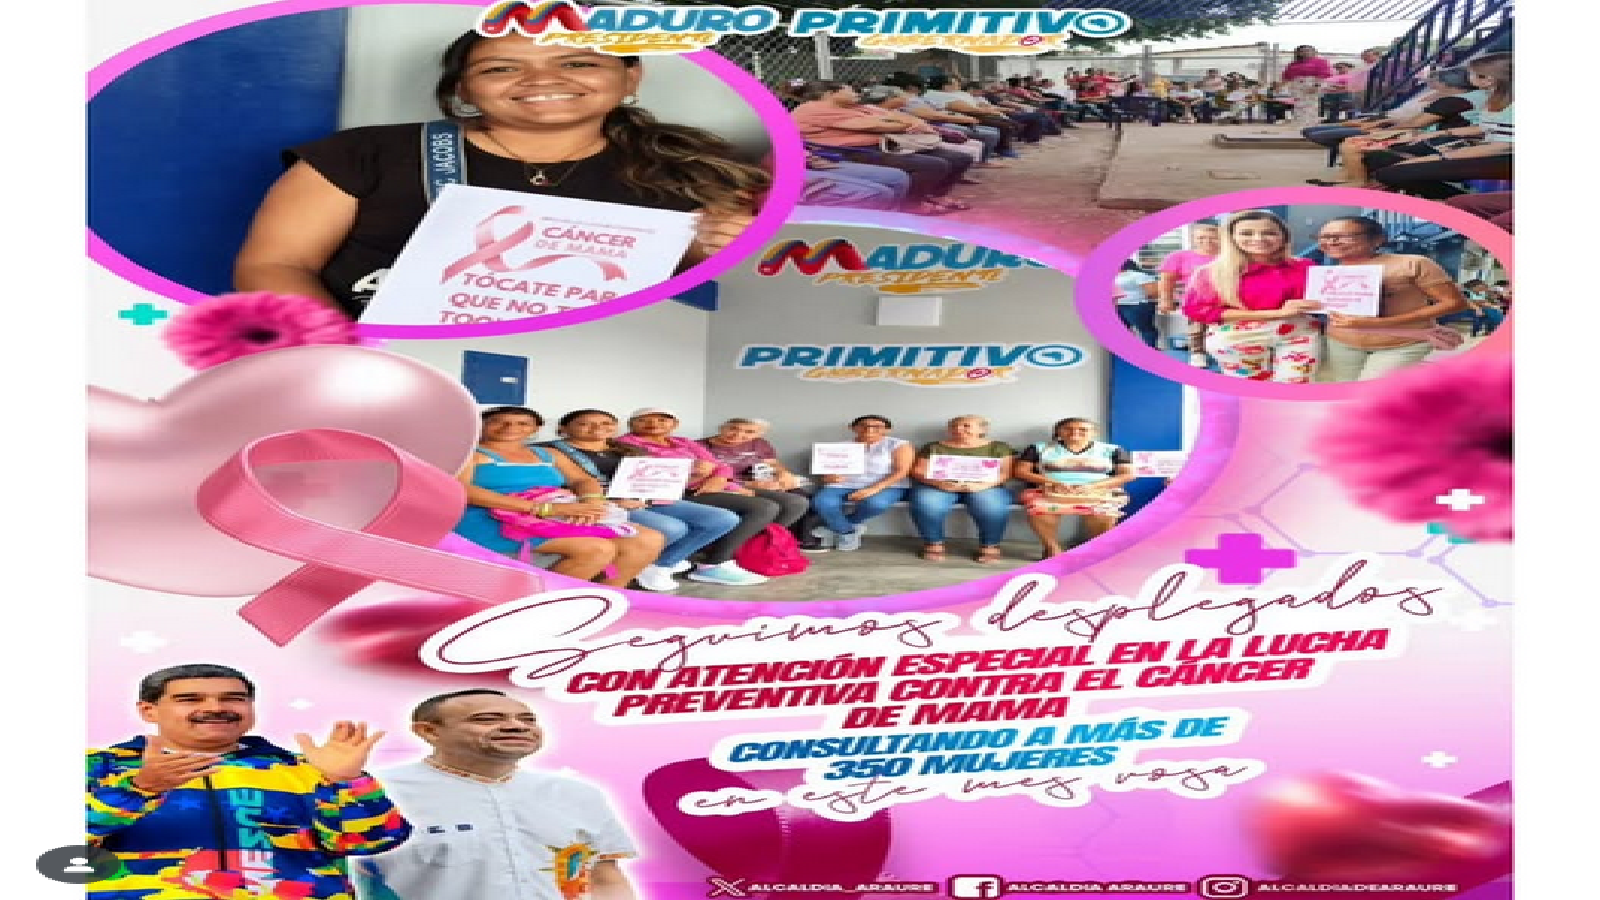 MADURO PRIMITIVO
PRESIDENTE GOBERNADOR
C JACOBS
CÁNCER
DE MAMA
TÓCATE PAR
QUE NO T
TOQU
MADURO
PRESIDENTE
PRIMITIVO
GOBERNADOR
Seguimos desplegados
CON ATENCIÓN ESPECIAL EN LA LUCHA
PREVENTIVA CONTRA EL CÁNCER
DE MAMA
CONSULTANDO A MÁS DE
350 MUJERES
en este mes rosa
ALCALDIA_ARAURE ALCALDIA ARAURE ALCALDIADEARAURE